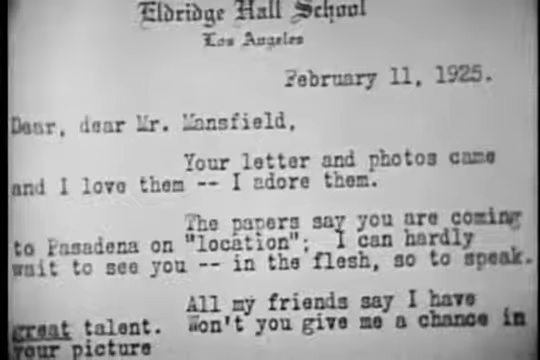 Eldridge Hall School
Los Angeles
February 11, 1925.
Dear, dear Mr. Mansfield,
Your letter and photos came
and I love them -- I adore them.
The papers say you are coming
to Pasadena on "location"; I can hardly
wait to see you -- in the flesh, so to speak.
All my friends say I have
great talent. Won't you give me a chance in
your picture